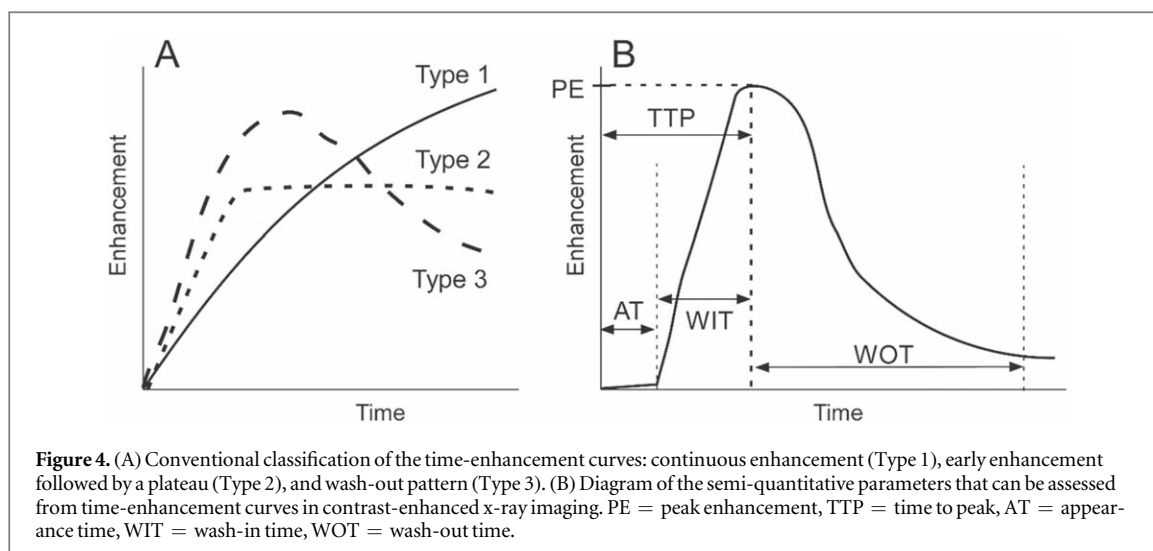 A
Type 1
Type 2
Type 3
Enhancement
Time
B
PE
TTP
Enhancement
AT
WIT
WOT
Time
Figure 4. (A) Conventional classification of the time-enhancement curves: continuous enhancement (Type 1), early enhancement
followed by a plateau (Type 2), and wash-out pattern (Type 3). (B) Diagram of the semi-quantitative parameters that can be assessed
from time-enhancement curves in contrast-enhanced x-ray imaging. PE = peak enhancement, TTP = time to peak, AT = appear-
ance time, WIT = wash-in time, WOT = wash-out time.